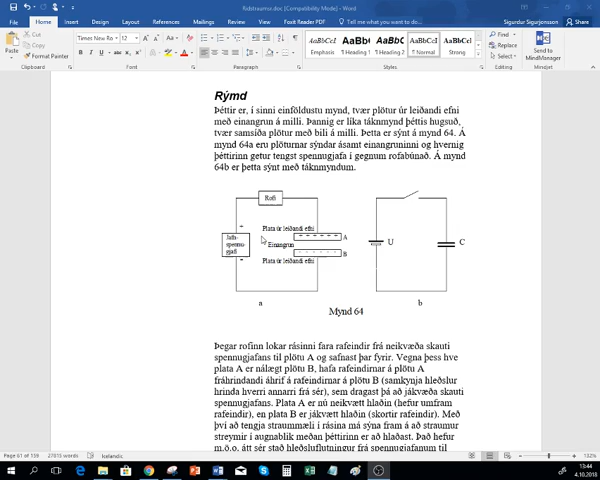 Ridstraumur.doc [Compatibility Mode] - Word
Sigurdur Sigurjonsson
File Home Insert Design Layout References Mailings Review View Foxit Reader PDF Tell me what you want to do... Share
Cut
Copy
Format Painter
Paste
Times New Ro 12
AaBbCcI AaBbCcI AaBbCc AaBbCcI AaBbCcI
Emphasis ¶ Heading 1 ¶ Heading 2 ¶ Normal Strong
Find
Replace
Select
Send to
MindManager
Clipboard Font Paragraph Styles Editing Mindjet
Rýmd
Þéttir er, í sinni einföldustu mynd, tvær plötur úr leiðandi efni
með einangrun á milli. Þannig er líka táknmynd þéttis hugsuð,
tvær samsíða plötur með bili á milli. Þetta er sýnt á mynd 64. Á
mynd 64a eru plöturnar sýndar ásamt einangruninni og hvernig
þéttirinn getur tengst spennugjafa í gegnum rofabúnað. Á mynd
64b er þetta sýnt með táknmyndum.
Rofi
+
Plata úr leiðandi efni
Jafn-
spennu-
gjafi
A
Einangrun
B
Plata úr leiðandi efni
U
C
a
b
Mynd 64
Þegar rofinn lokar rásinni fara rafeindir frá neikvæða skauti
spennugjafans til plötu A og safnast þar fyrir. Vegna þess hve
plata A er nálægt plötu B, hafa rafeindirnar á plötu A
fráhrindandi áhrif á rafeindirnar á plötu B (samkynja hleðslur
hrinda hverri annarri frá sér), sem dragast þá að jákvæða skauti
spennugjafans. Plata A er nú neikvætt hlaðin (hefur umfram
rafeindir), en plata B er jákvætt hlaðin (skortir rafeindir). Með
því að tengja straummæli í rásina má sýna fram á að straumur
streymir í augnablik meðan þéttirinn er að hlaðast. Það hefur
m.ö.o. átt sér stað hleðsluflutningur frá spennugjafanum til
Page 61 of 159 27015 words Icelandic
132%
13:44
4.10.2018